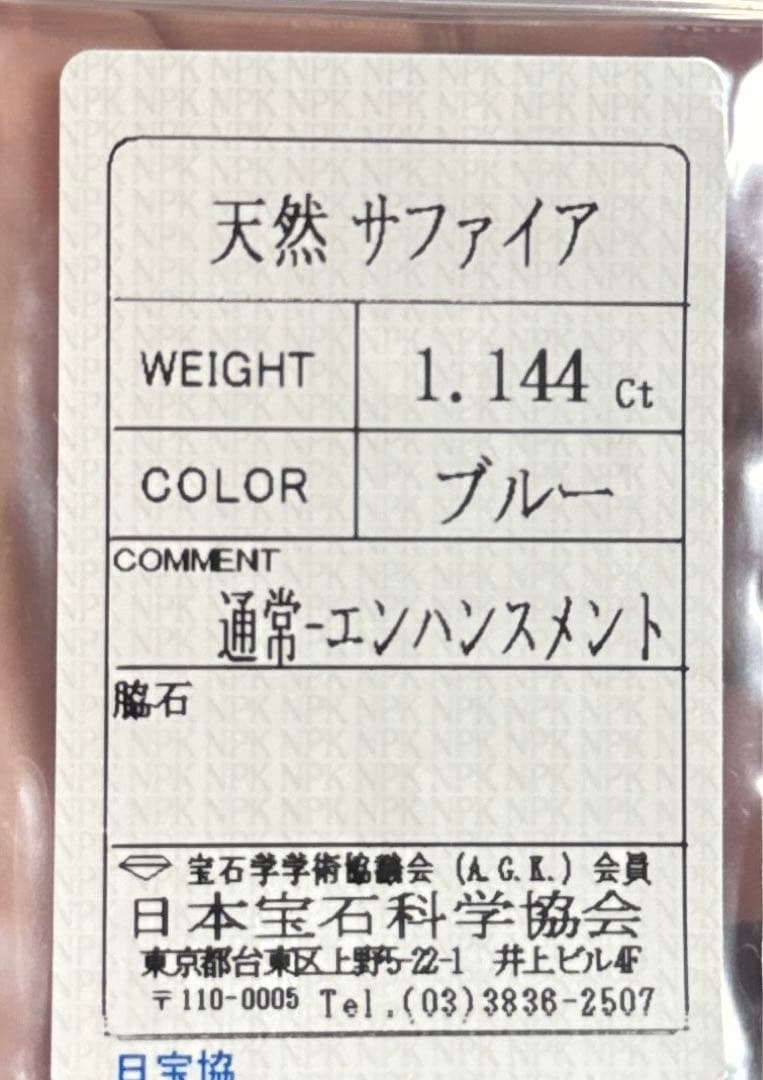 天然 サファイア
WEIGHT 1.144 Ct
COLOR ブルー
COMMENT
通常-エンハンスメント
脇石
宝石学学術協議会 (A.G.K.) 会員
日本宝石科学協会
東京都台東区上野5-22-1 井上ビル4F
〒110-0005 Tel.(03)3836-2507
日宝協